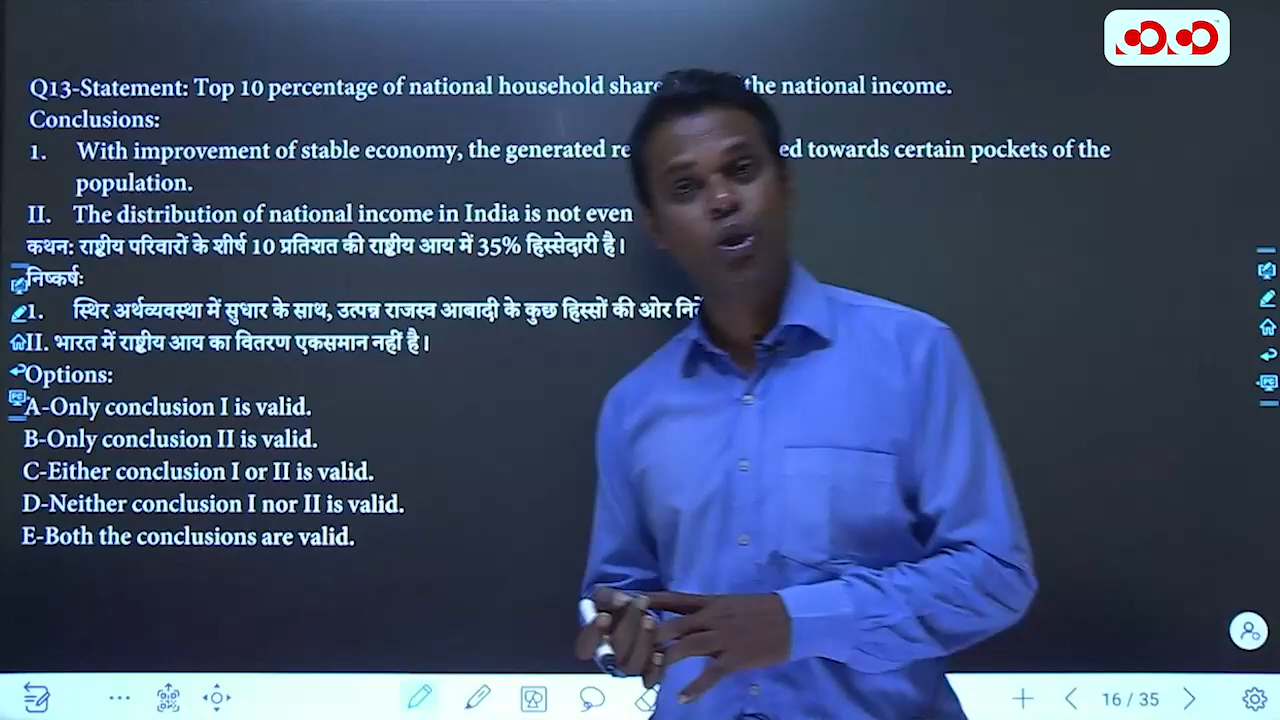 Q13-Statement: Top 10 percentage of national household the national income.
Conclusions:
1. With improvement of stable economy, the generated towards certain pockets of the
population.
II. The distribution of national income in India is not even
कथन: राष्ट्रीय परिवारों के शीर्ष 10 प्रतिशत की राष्ट्रीय आय में 35% हिस्सेदारी है।
निष्कर्षः
1. स्थिर अर्थव्यवस्था में सुधार के साथ, उत्पन्न राजस्व आबादी के कुछ हिस्सों की ओर
II. भारत में राष्ट्रीय आय का वितरण एकसमान नहीं है।
Options:
A-Only conclusion I is valid.
B-Only conclusion II is valid.
C-Either conclusion I or II is valid.
D-Neither conclusion I nor II is valid.
E-Both the conclusions are valid.
16 / 35